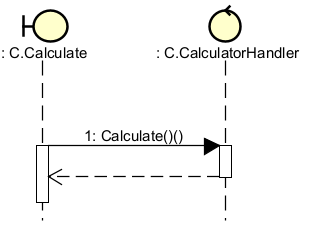 : C.Calculate
: C.CalculatorHandler
1: Calculate()()